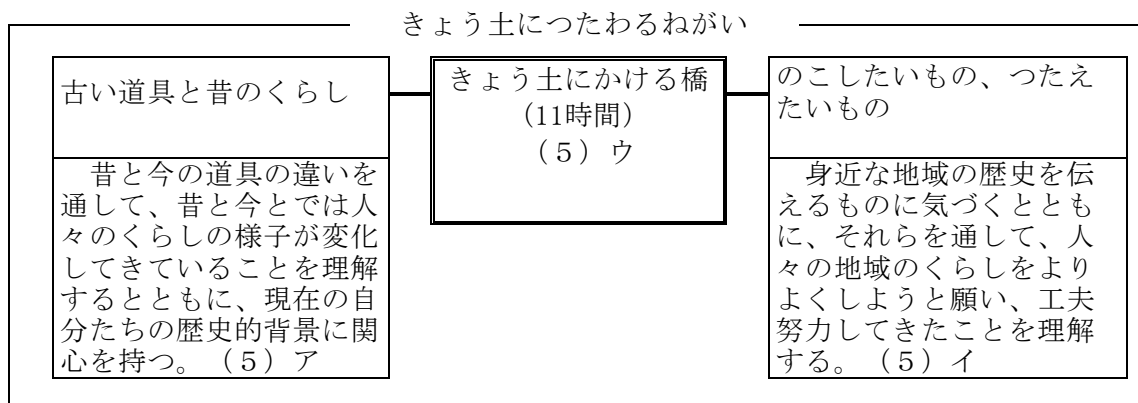 きょう土につたわるねがい
古い道具と昔のくらし
昔と今の道具の違いを
通して、昔と今とでは人
々のくらしの様子が変化
してきていることを理解
するとともに、現在の自
分たちの歴史的背景に関
心を持つ。（５）ア
きょう土にかける橋
(11時間)
（５）ウ
のこしたいもの、つたえ
たいもの
身近な地域の歴史を伝
えるものに気づくととも
に、それらを通して、人
々の地域のくらしをより
よくしようと願い、工夫
努力してきたことを理解
する。（５）イ